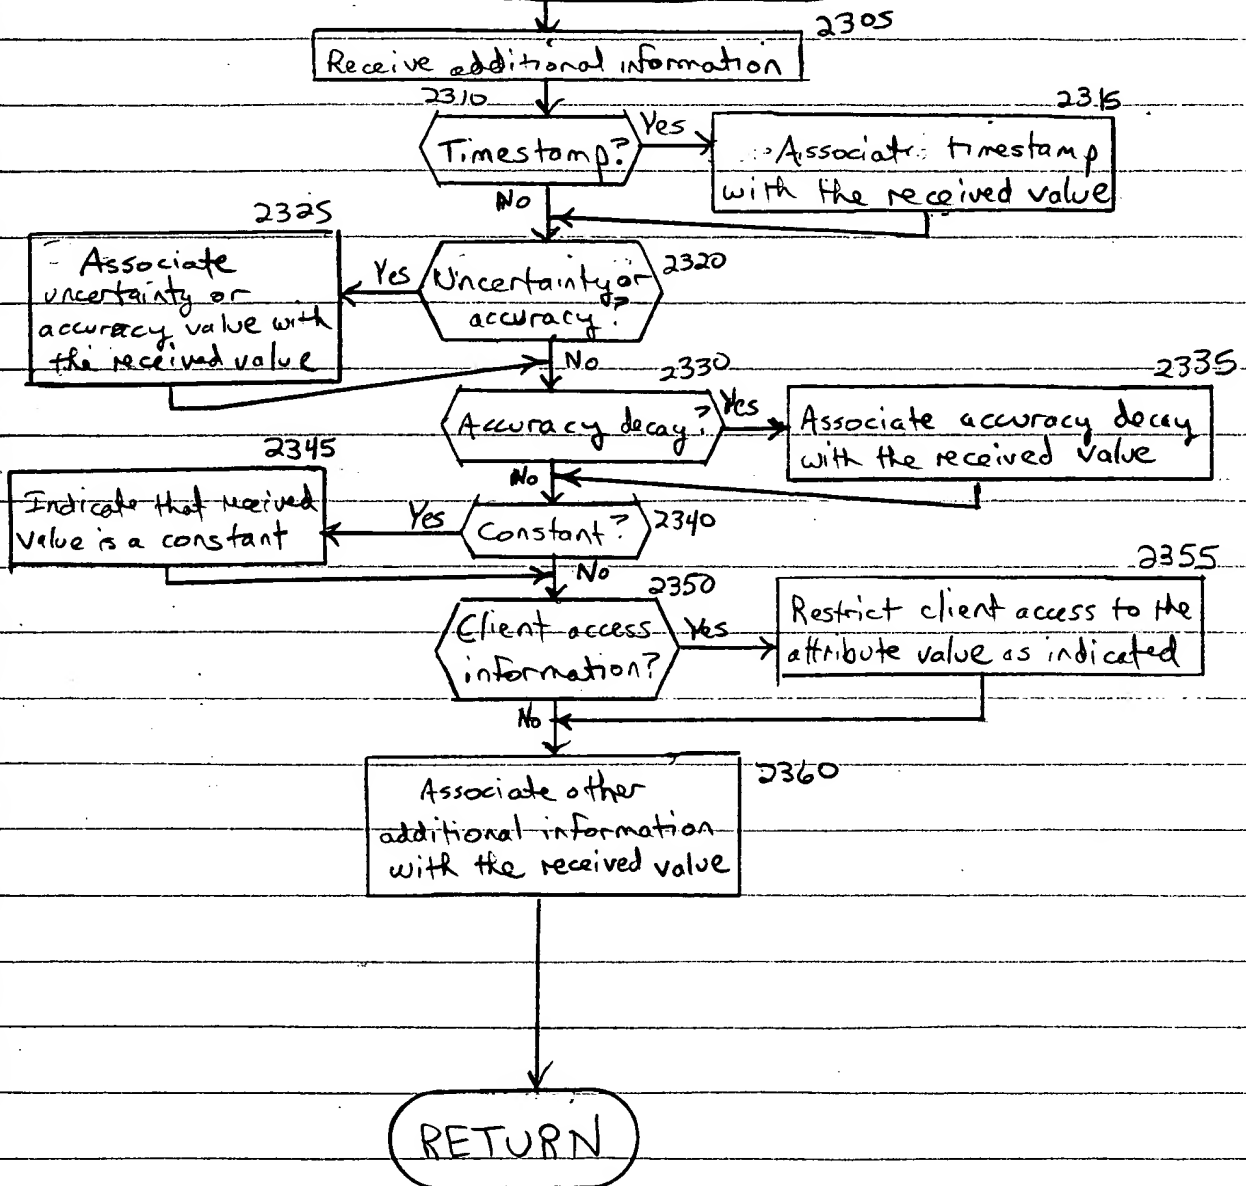 2305
Receive additional information
2310
Timestamp?
Yes
2315
Associate timestamp
with the received value
No
2325
Associate
uncertainty or
accuracy value with
the received value
Yes
Uncertainty or
accuracy?
2320
No
2330
Accuracy decay?
Yes
2335
Associate accuracy decay
with the received value
No
2345
Indicate that received
value is a constant
Yes
Constant?
2340
No
2350
Client access
information?
Yes
2355
Restrict client access to the
attribute value as indicated
No
2360
Associate other
additional information
with the received value
RETURN